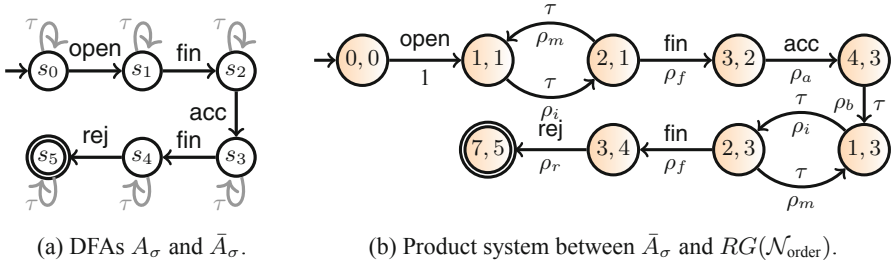 τ τ τ
open fin
s₀ s₁ s₂
acc
rej fin
s₅ s₄ s₃
τ τ τ
(a) DFAs A_σ and Ā_σ.
open τ fin acc
ρ_m
0, 0 1, 1 2, 1 3, 2 4, 3
1 τ ρ_f ρ_a
ρ_i
ρ_b τ
rej fin τ
ρ_i
7, 5 3, 4 2, 3 1, 3
ρ_r ρ_f τ
ρ_m
(b) Product system between Ā_σ and RG(𝒩_order).